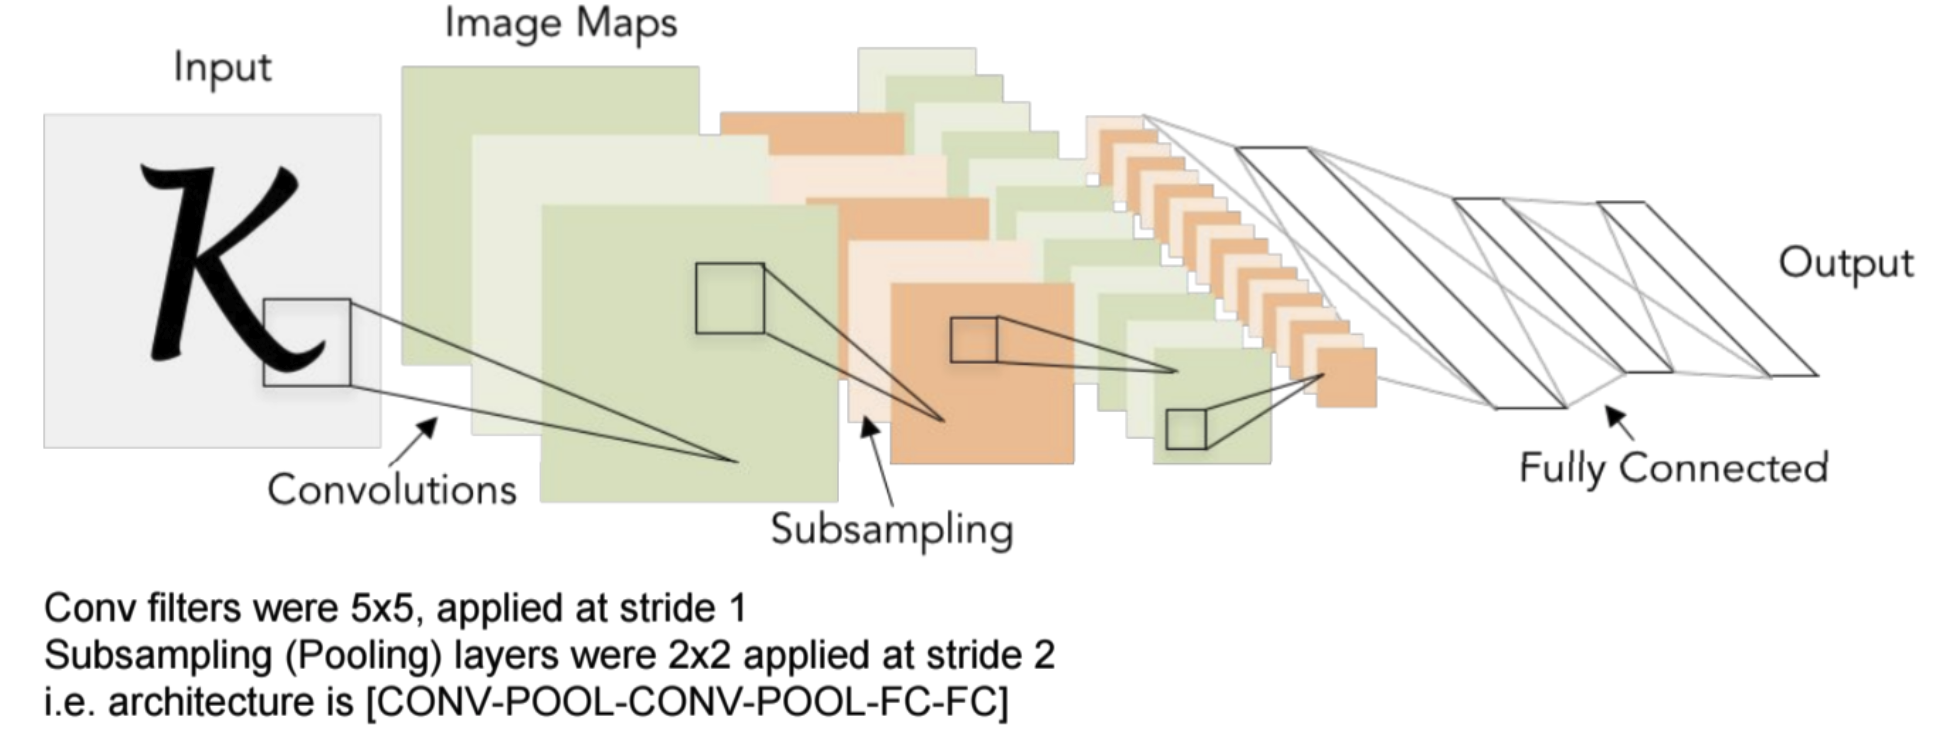 Image Maps
Input
K
Output
Convolutions
Subsampling
Fully Connected
Conv filters were 5x5, applied at stride 1
Subsampling (Pooling) layers were 2x2 applied at stride 2
i.e. architecture is [CONV-POOL-CONV-POOL-FC-FC]